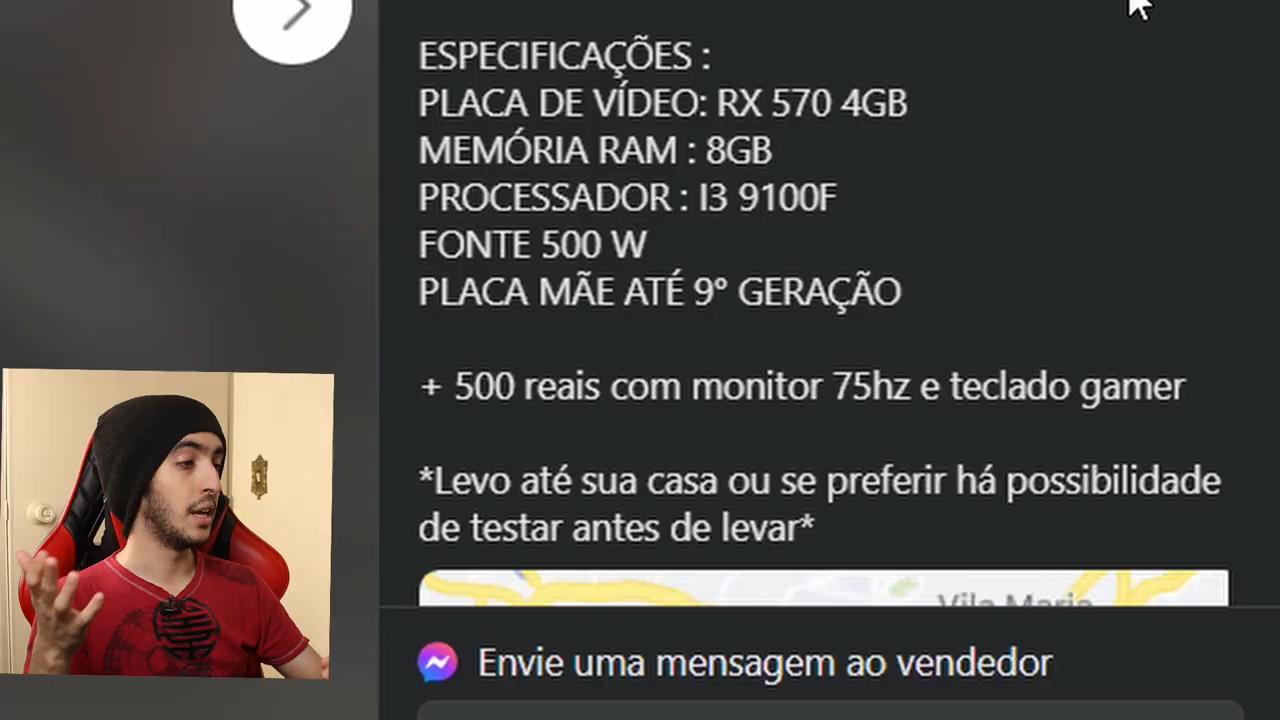 ESPECIFICAÇÕES :
PLACA DE VÍDEO: RX 570 4GB
MEMÓRIA RAM : 8GB
PROCESSADOR : I3 9100F
FONTE 500 W
PLACA MÃE ATÉ 9° GERAÇÃO
+ 500 reais com monitor 75hz e teclado gamer
*Levo até sua casa ou se preferir há possibilidade
de testar antes de levar*
Vila Maria
Envie uma mensagem ao vendedor